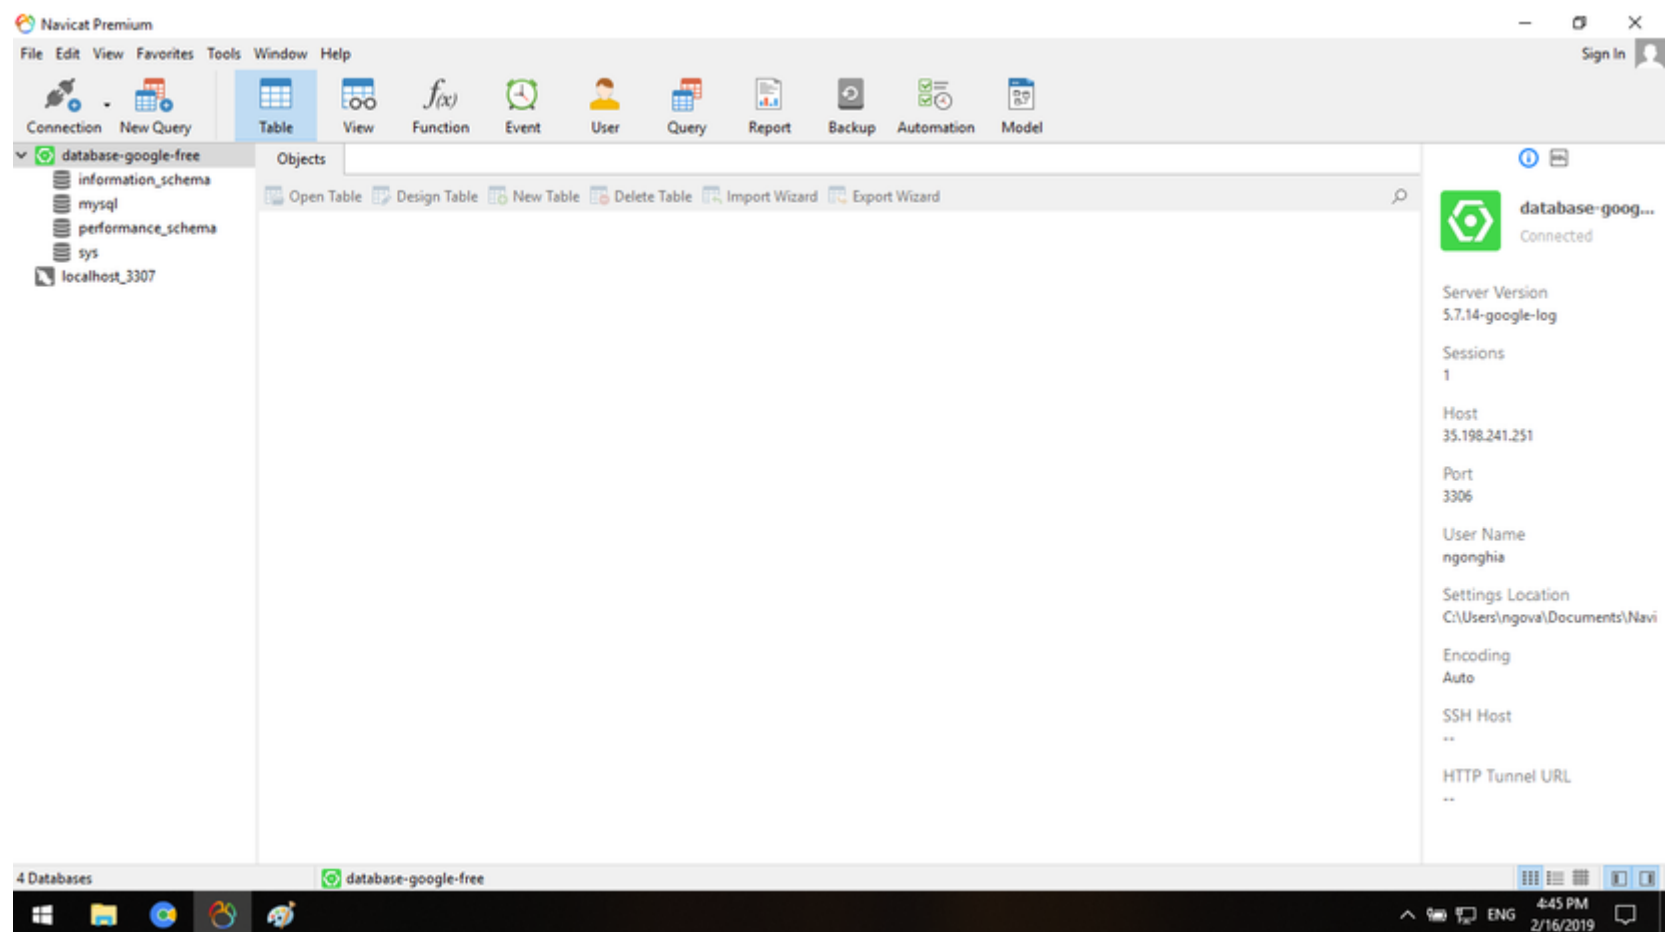 Navicat Premium
File Edit View Favorites Tools Window Help
Sign In
Connection New Query Table View Function Event User Query Report Backup Automation Model
database-google-free
information_schema
mysql
performance_schema
sys
localhost_3307
Objects
Open Table Design Table New Table Delete Table Import Wizard Export Wizard
database-goog...
Connected
Server Version
5.7.14-google-log
Sessions
1
Host
35.198.241.251
Port
3306
User Name
ngonghia
Settings Location
C:\Users\ngova\Documents\Navi
Encoding
Auto
SSH Host
--
HTTP Tunnel URL
--
4 Databases
database-google-free
ENG
4:45 PM
2/16/2019